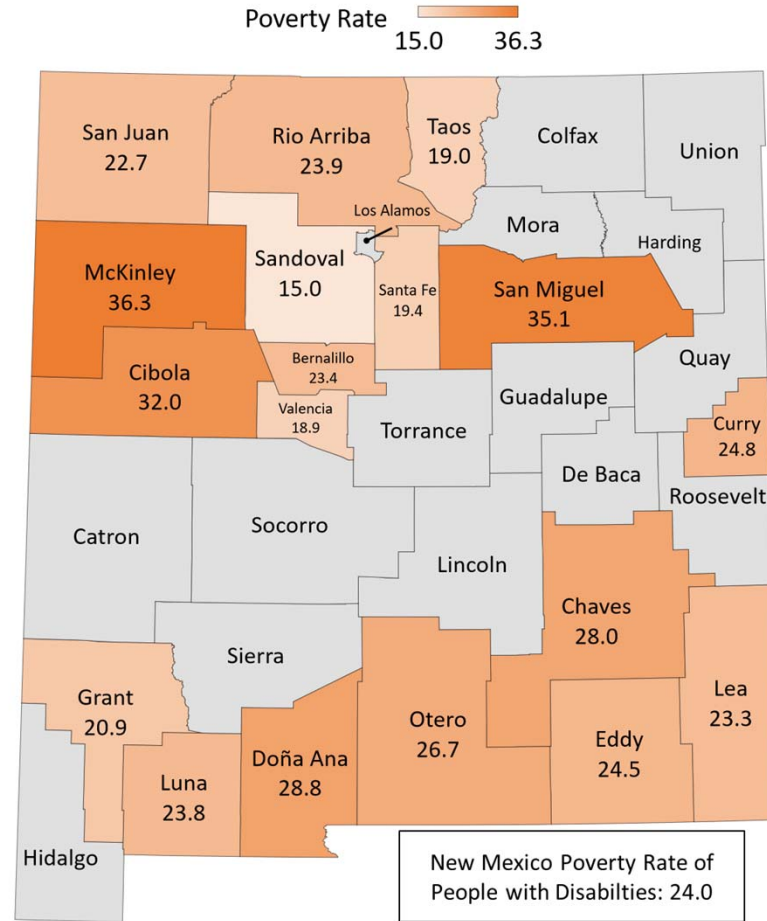 Poverty Rate
15.0 36.3
San Juan
22.7
Rio Arriba
23.9
Taos
19.0
Colfax
Union
Los Alamos
Mora
Harding
McKinley
36.3
Sandoval
15.0
Santa Fe
19.4
San Miguel
35.1
Quay
Cibola
32.0
Bernalillo
23.4
Valencia
18.9
Torrance
Guadalupe
Curry
24.8
De Baca
Roosevelt
Catron
Socorro
Lincoln
Chaves
28.0
Sierra
Grant
20.9
Luna
23.8
Doña Ana
28.8
Otero
26.7
Eddy
24.5
Lea
23.3
Hidalgo
New Mexico Poverty Rate of
People with Disabilties: 24.0